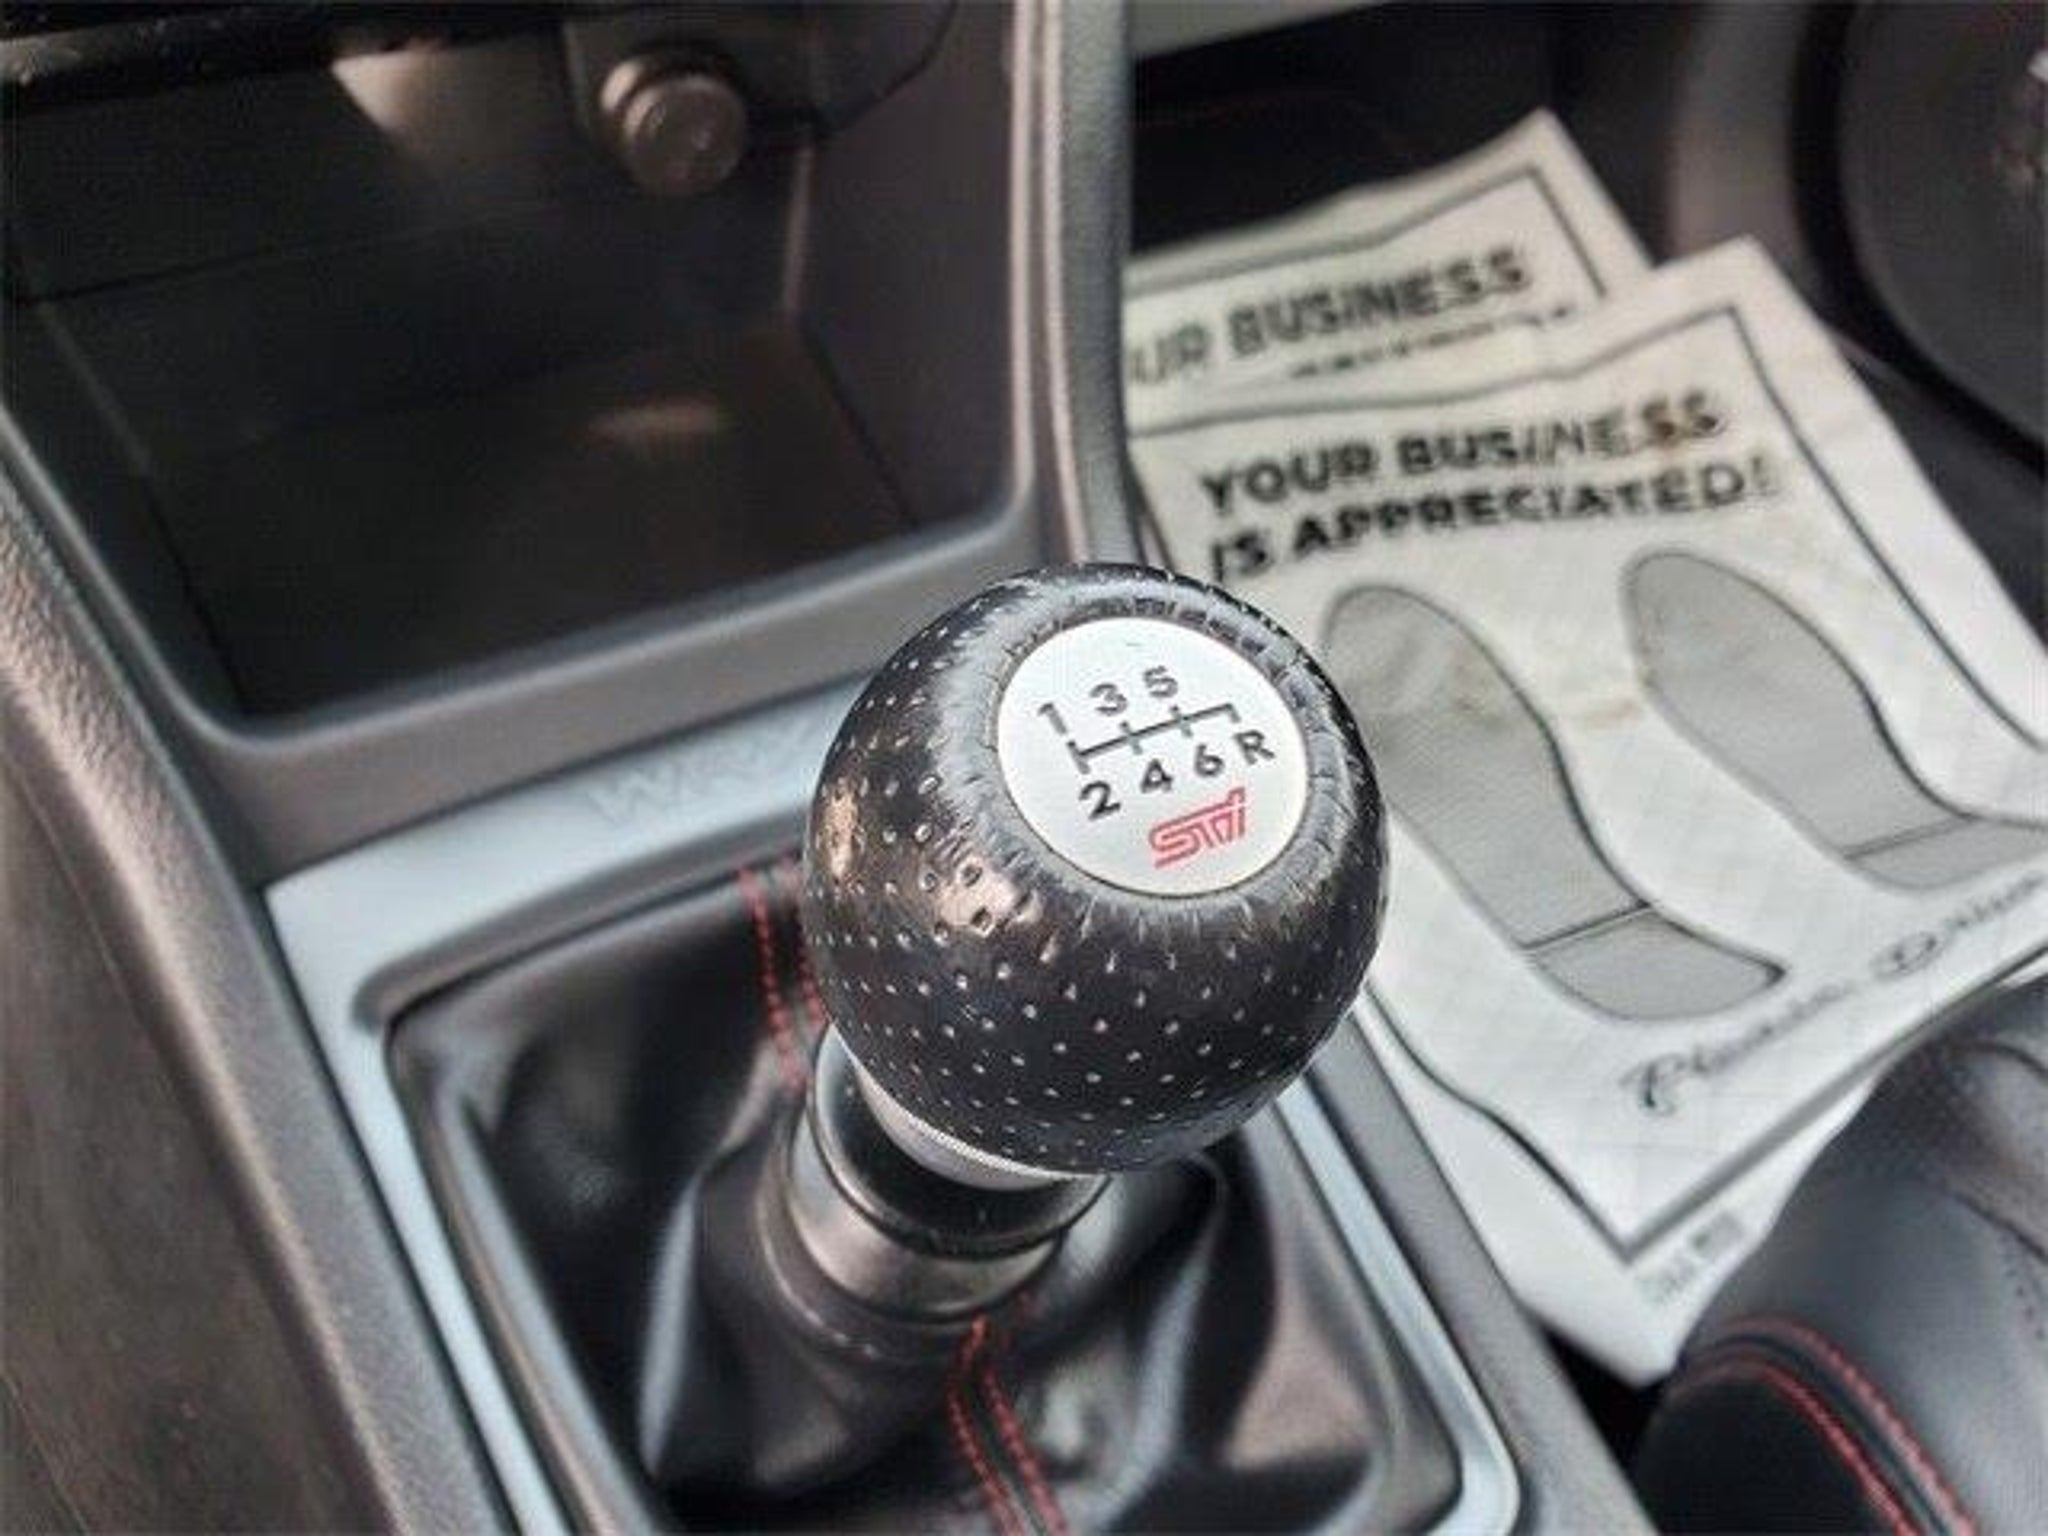 UR BUSINESS
YOUR BUSINESS
IS APPRECIATED!
1 3 5
2 4 6 R
STI